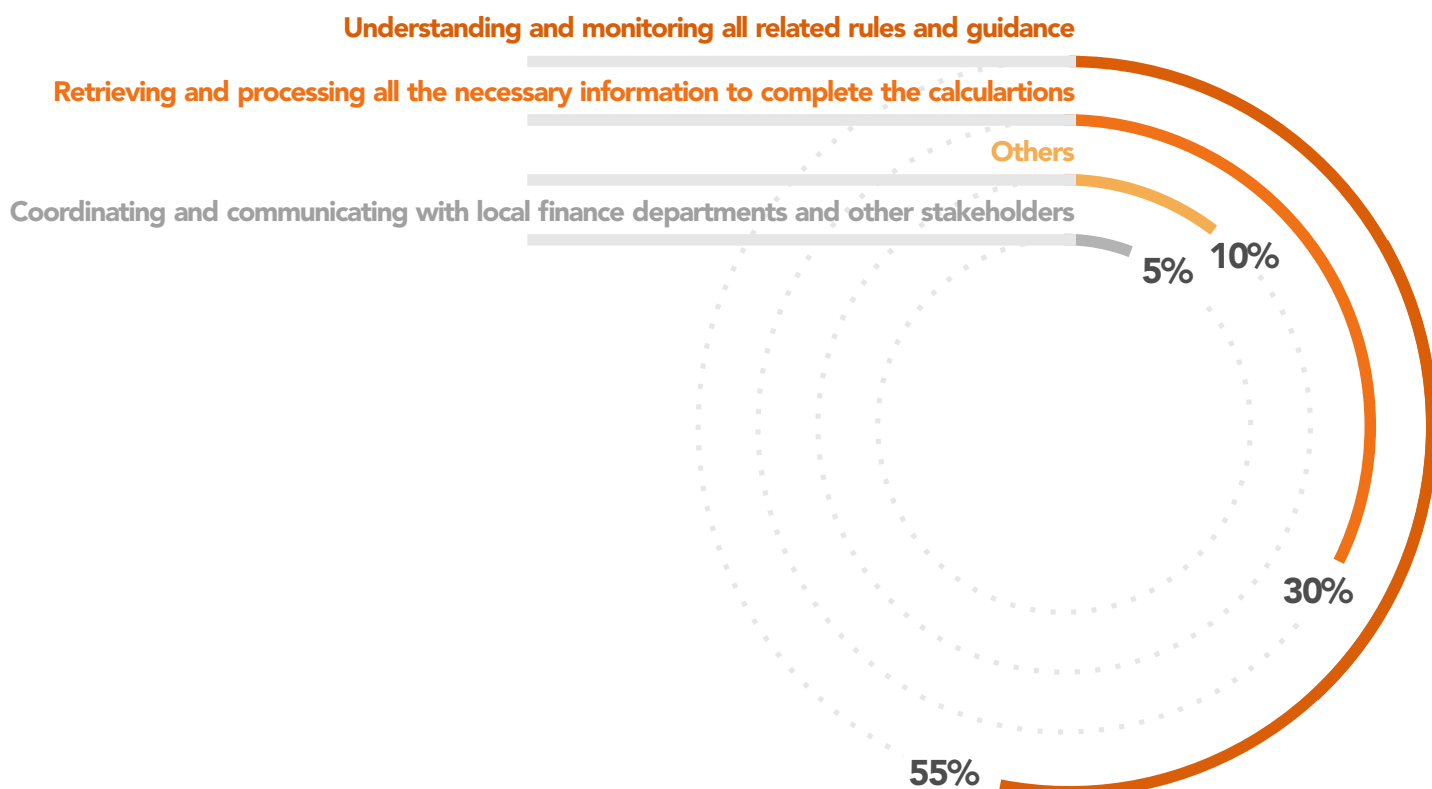 Understanding and monitoring all related rules and guidance
Retrieving and processing all the necessary information to complete the calculartions
Others
Coordinating and communicating with local finance departments and other stakeholders
5%
10%
30%
55%